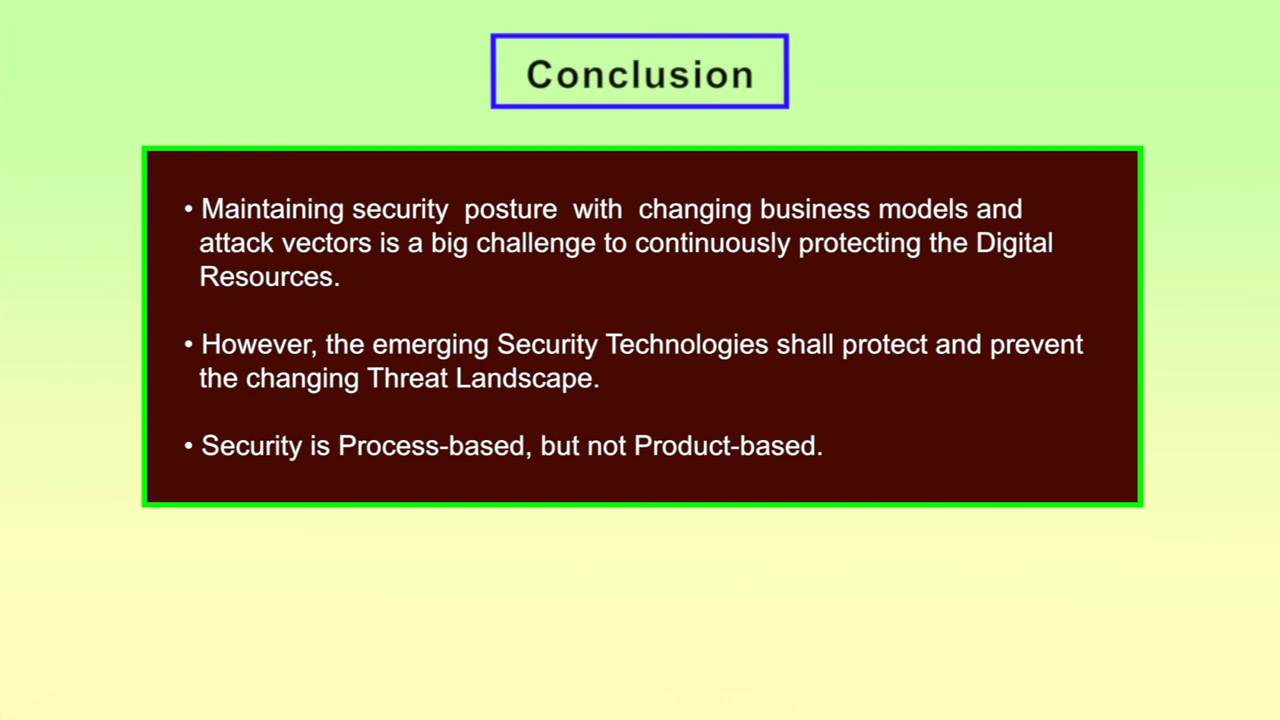 Conclusion
• Maintaining security  posture  with  changing business models and
attack vectors is a big challenge to continuously protecting the Digital
Resources.
• However, the emerging Security Technologies shall protect and prevent
the changing Threat Landscape.
• Security is Process-based, but not Product-based.